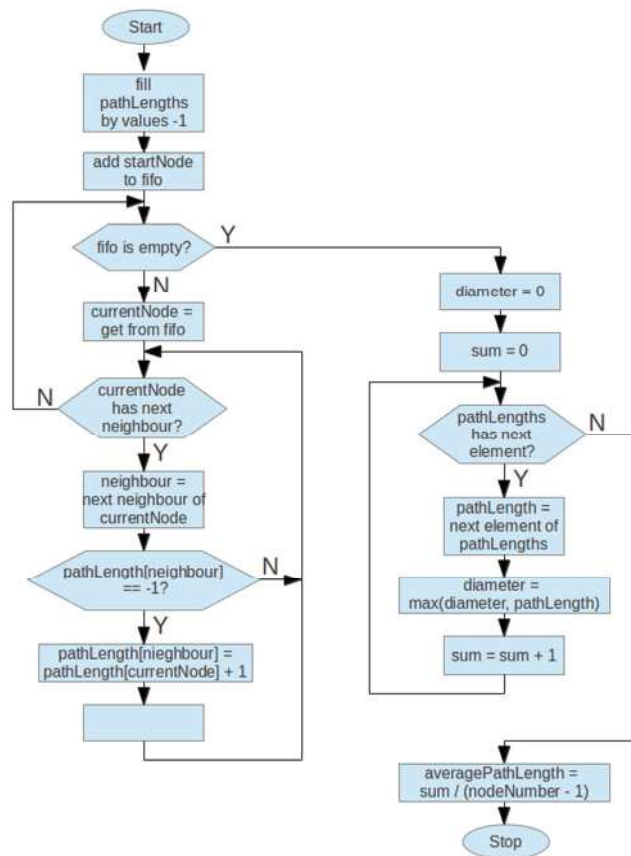 Start
fill
pathLengths
by values -1
add startNode
to fifo
fifo is empty?
Y
N
currentNode =
get from fifo
currentNode
has next
neighbour?
N
Y
neighbour =
next neighbour of
currentNode
pathLength[neighbour]
== -1?
N
Y
pathLength[nieghbour] =
pathLength[currentNode] + 1
diameter = 0
sum = 0
pathLengths
has next
element?
N
Y
pathLength =
next element of
pathLengths
diameter =
max(diameter, pathLength)
sum = sum + 1
averagePathLength =
sum / (nodeNumber - 1)
Stop